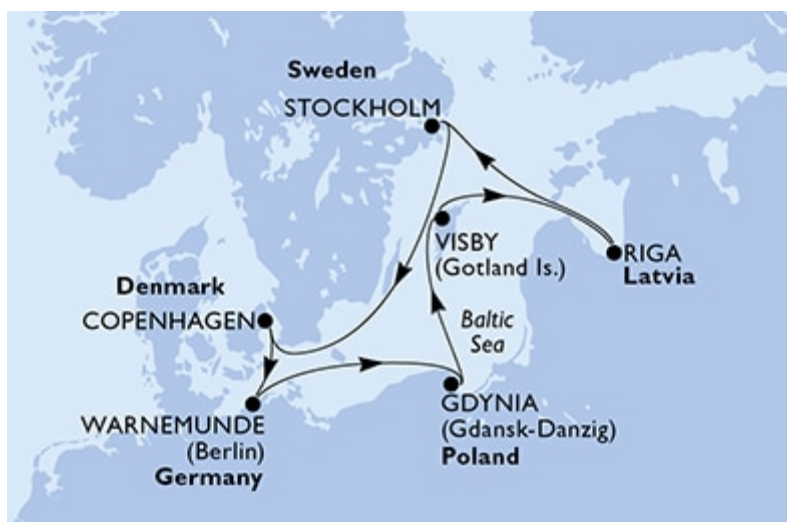 Sweden
STOCKHOLM
VISBY
(Gotland Is.)
RIGA
Latvia
Denmark
COPENHAGEN
Baltic
Sea
GDYNIA
(Gdansk-Danzig)
Poland
WARNEMUNDE
(Berlin)
Germany